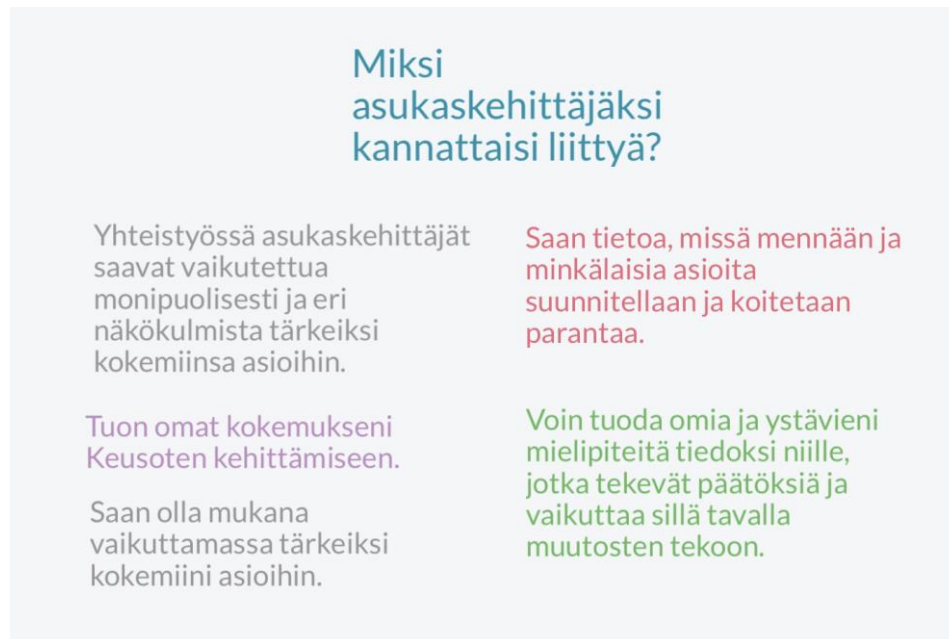 Miksi
asukaskehittäjäksi
kannattaisi liittyä?
Yhteistyössä asukaskehittäjät
saavat vaikutettua
monipuolisesti ja eri
näkökulmista tärkeiksi
kokemiinsa asioihin.
Tuon omat kokemukseni
Keusoten kehittämiseen.
Saan olla mukana
vaikuttamassa tärkeiksi
kokemiini asioihin.
Saan tietoa, missä mennään ja
minkälaisia asioita
suunnitellaan ja koitetaan
parantaa.
Voin tuoda omia ja ystävieni
mielipiteitä tiedoksi niille,
jotka tekevät päätöksiä ja
vaikuttaa sillä tavalla
muutosten tekoon.